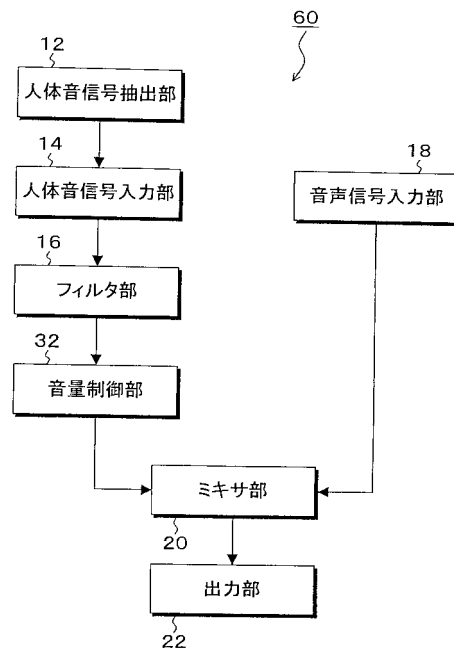 60
12
人体音信号抽出部
14
人体音信号入力部
18
音声信号入力部
16
フィルタ部
32
音量制御部
ミキサ部
20
出力部
22